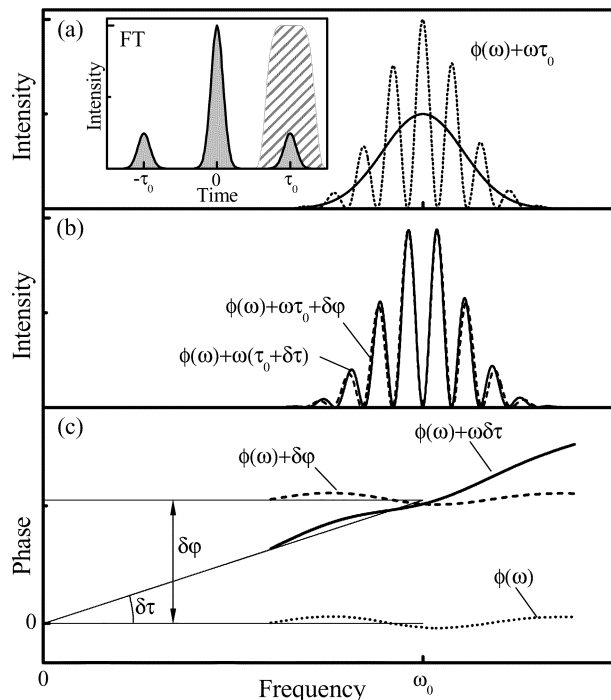 (a)
FT
Intensity
-τ₀
0
τ₀
Time
Intensity
ϕ(ω)+ωτ₀
(b)
Intensity
ϕ(ω)+ωτ₀+δφ
ϕ(ω)+ω(τ₀+δτ)
(c)
ϕ(ω)+ωδτ
ϕ(ω)+δφ
Phase
δφ
ϕ(ω)
δτ
0
0
Frequency
ω₀